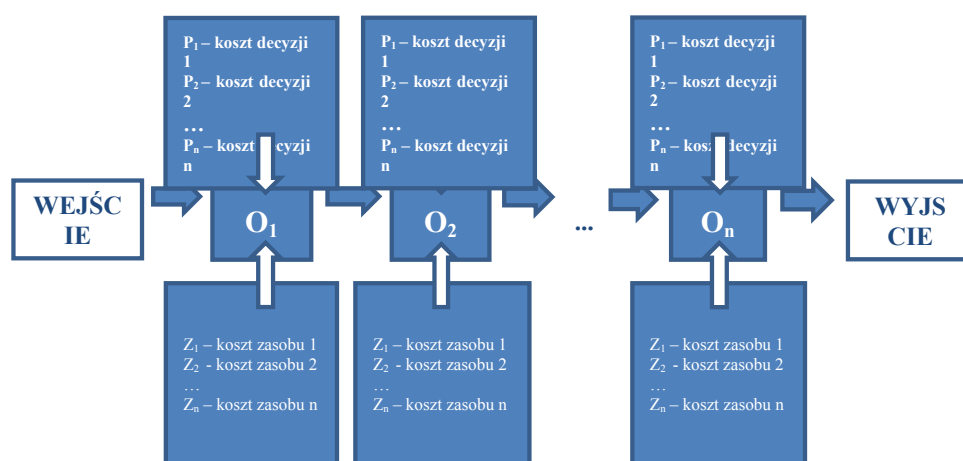 P₁ – koszt decyzji
1
P₂ – koszt decyzji
2
…
Pₙ – koszt decyzji
n
P₁ – koszt decyzji
1
P₂ – koszt decyzji
2
…
Pₙ – koszt decyzji
n
P₁ – koszt decyzji
1
P₂ – koszt decyzji
2
…
Pₙ – koszt decyzji
n
WEJŚC
IE
O₁
O₂
...
Oₙ
WYJS
CIE
Z₁ – koszt zasobu 1
Z₂ - koszt zasobu 2
…
Zₙ – koszt zasobu n
Z₁ – koszt zasobu 1
Z₂ - koszt zasobu 2
…
Zₙ – koszt zasobu n
Z₁ – koszt zasobu 1
Z₂ - koszt zasobu 2
…
Zₙ – koszt zasobu n